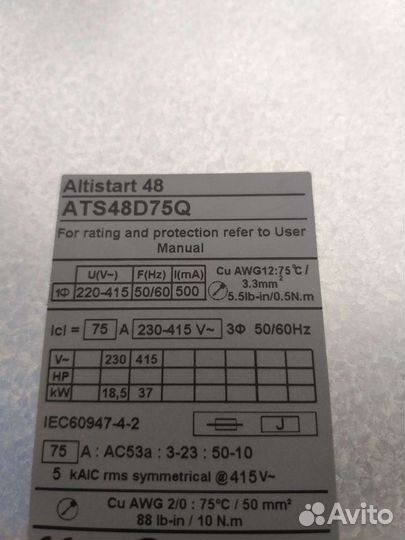 Altistart 48
ATS48D75Q
For rating and protection refer to User
Manual
U(V~) F(Hz) I(mA)
1Φ 220-415 50/60 500
Cu AWG12:75°C/
3.3mm²
5.5lb-in/0.5N.m
Icl = 75 A 230-415 V~ 3Φ 50/60Hz
V~ 230 415
HP
kW 18,5 37
IEC60947-4-2
J
75 A : AC53a : 3-23 : 50-10
5 kAIC rms symmetrical @415V~
Cu AWG 2/0 : 75°C / 50 mm²
88 lb-in / 10 N.m
Avito